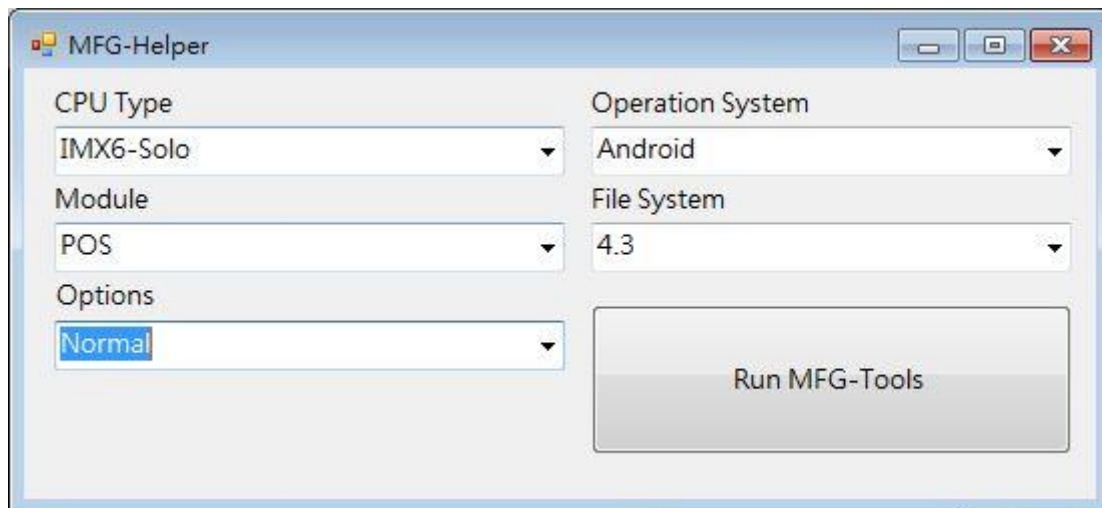 MFG-Helper
CPU Type
IMX6-Solo
Module
POS
Options
Normal
Operation System
Android
File System
4.3
Run MFG-Tools